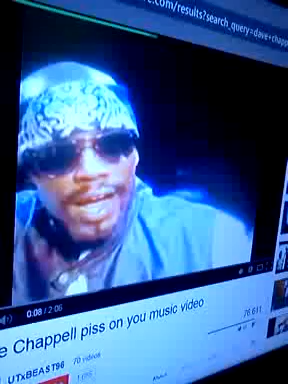 e.com/results?search_query=dave+chapp
0:08 / 2:06
e Chappell piss on you music video
UTxBEAST96 70 videos
76,611